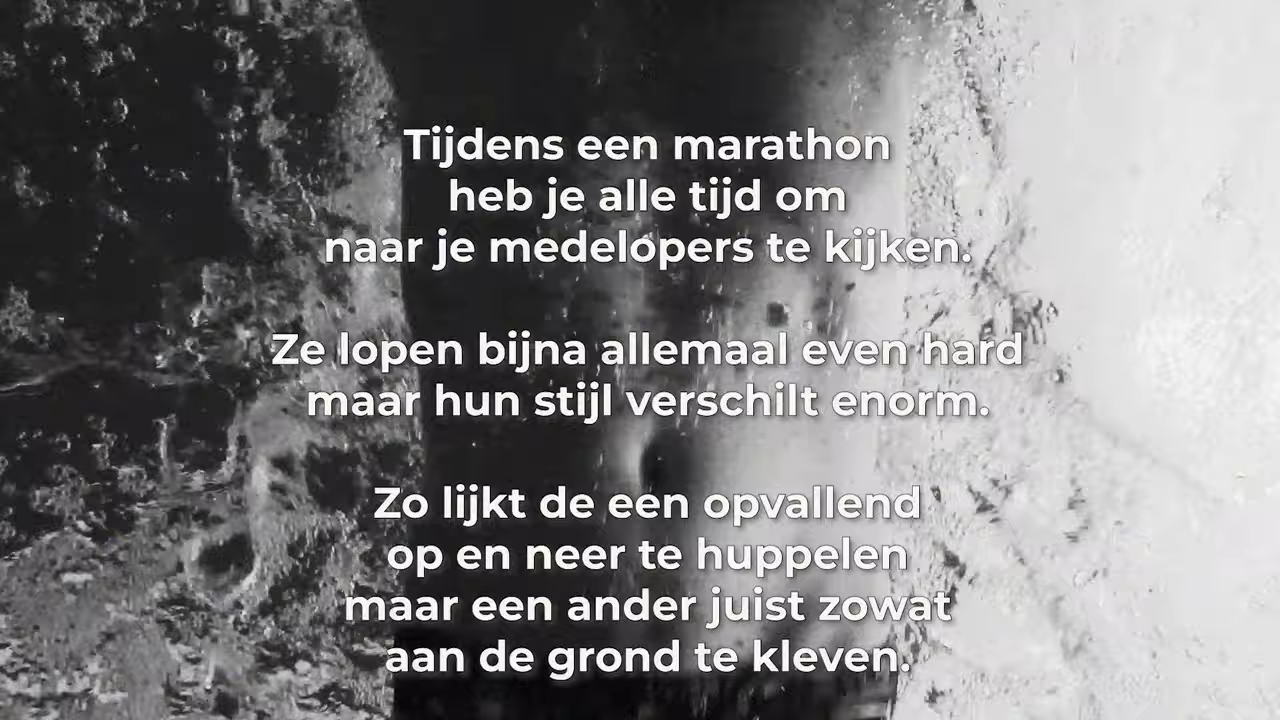 Tijdens een marathon
heb je alle tijd om
naar je medelopers te kijken.
Ze lopen bijna allemaal even hard
maar hun stijl verschilt enorm.
Zo lijkt de een opvallend
op en neer te huppelen
maar een ander juist zowat
aan de grond te kleven.